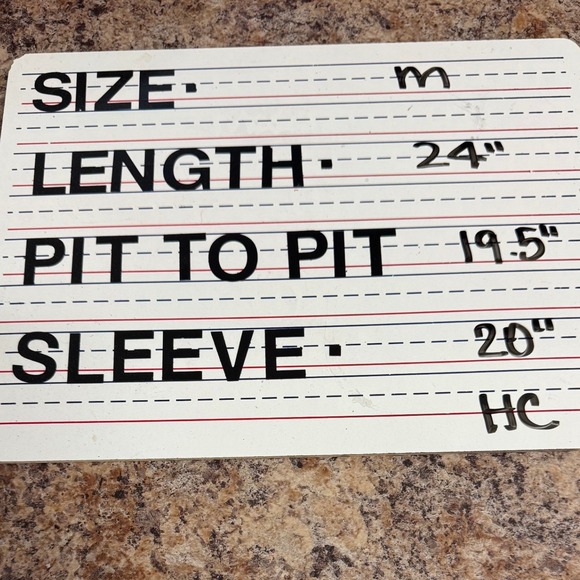 SIZE· m
LENGTH· 24"
PIT TO PIT 19.5"
SLEEVE· 20"
HC